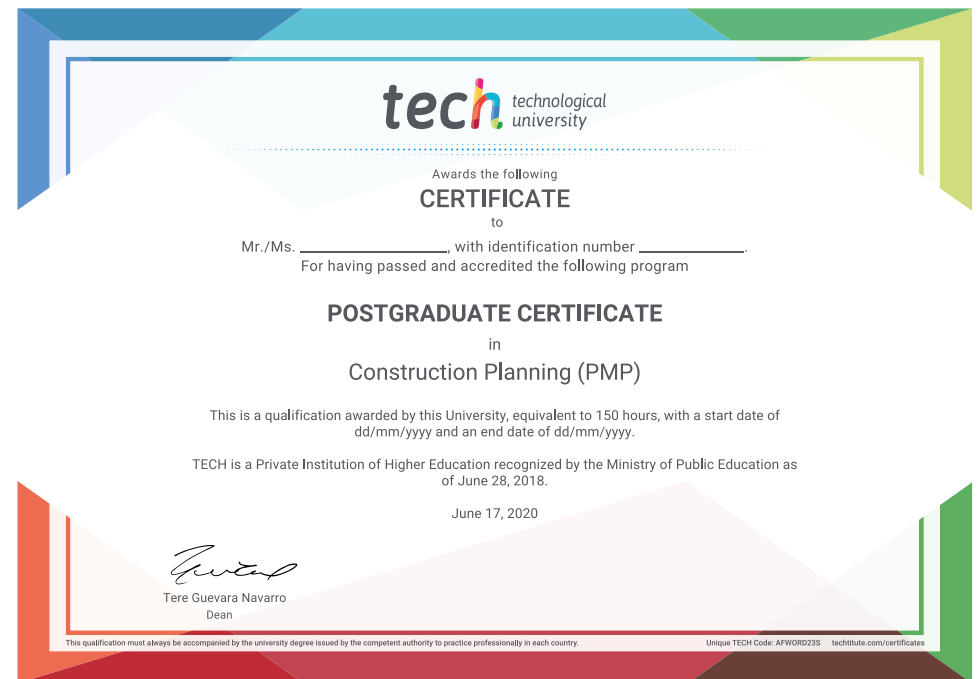 tech technological
university
Awards the following
CERTIFICATE
to
Mr./Ms. ____________________, with identification number ______________.
For having passed and accredited the following program
POSTGRADUATE CERTIFICATE
in
Construction Planning (PMP)
This is a qualification awarded by this University, equivalent to 150 hours, with a start date of
dd/mm/yyyy and an end date of dd/mm/yyyy.
TECH is a Private Institution of Higher Education recognized by the Ministry of Public Education as
of June 28, 2018.
June 17, 2020
Tere Guevara Navarro
Dean
This qualification must always be accompanied by the university degree issued by the competent authority to practice professionally in each country.
Unique TECH Code: AFWORD23S techtitute.com/certificates